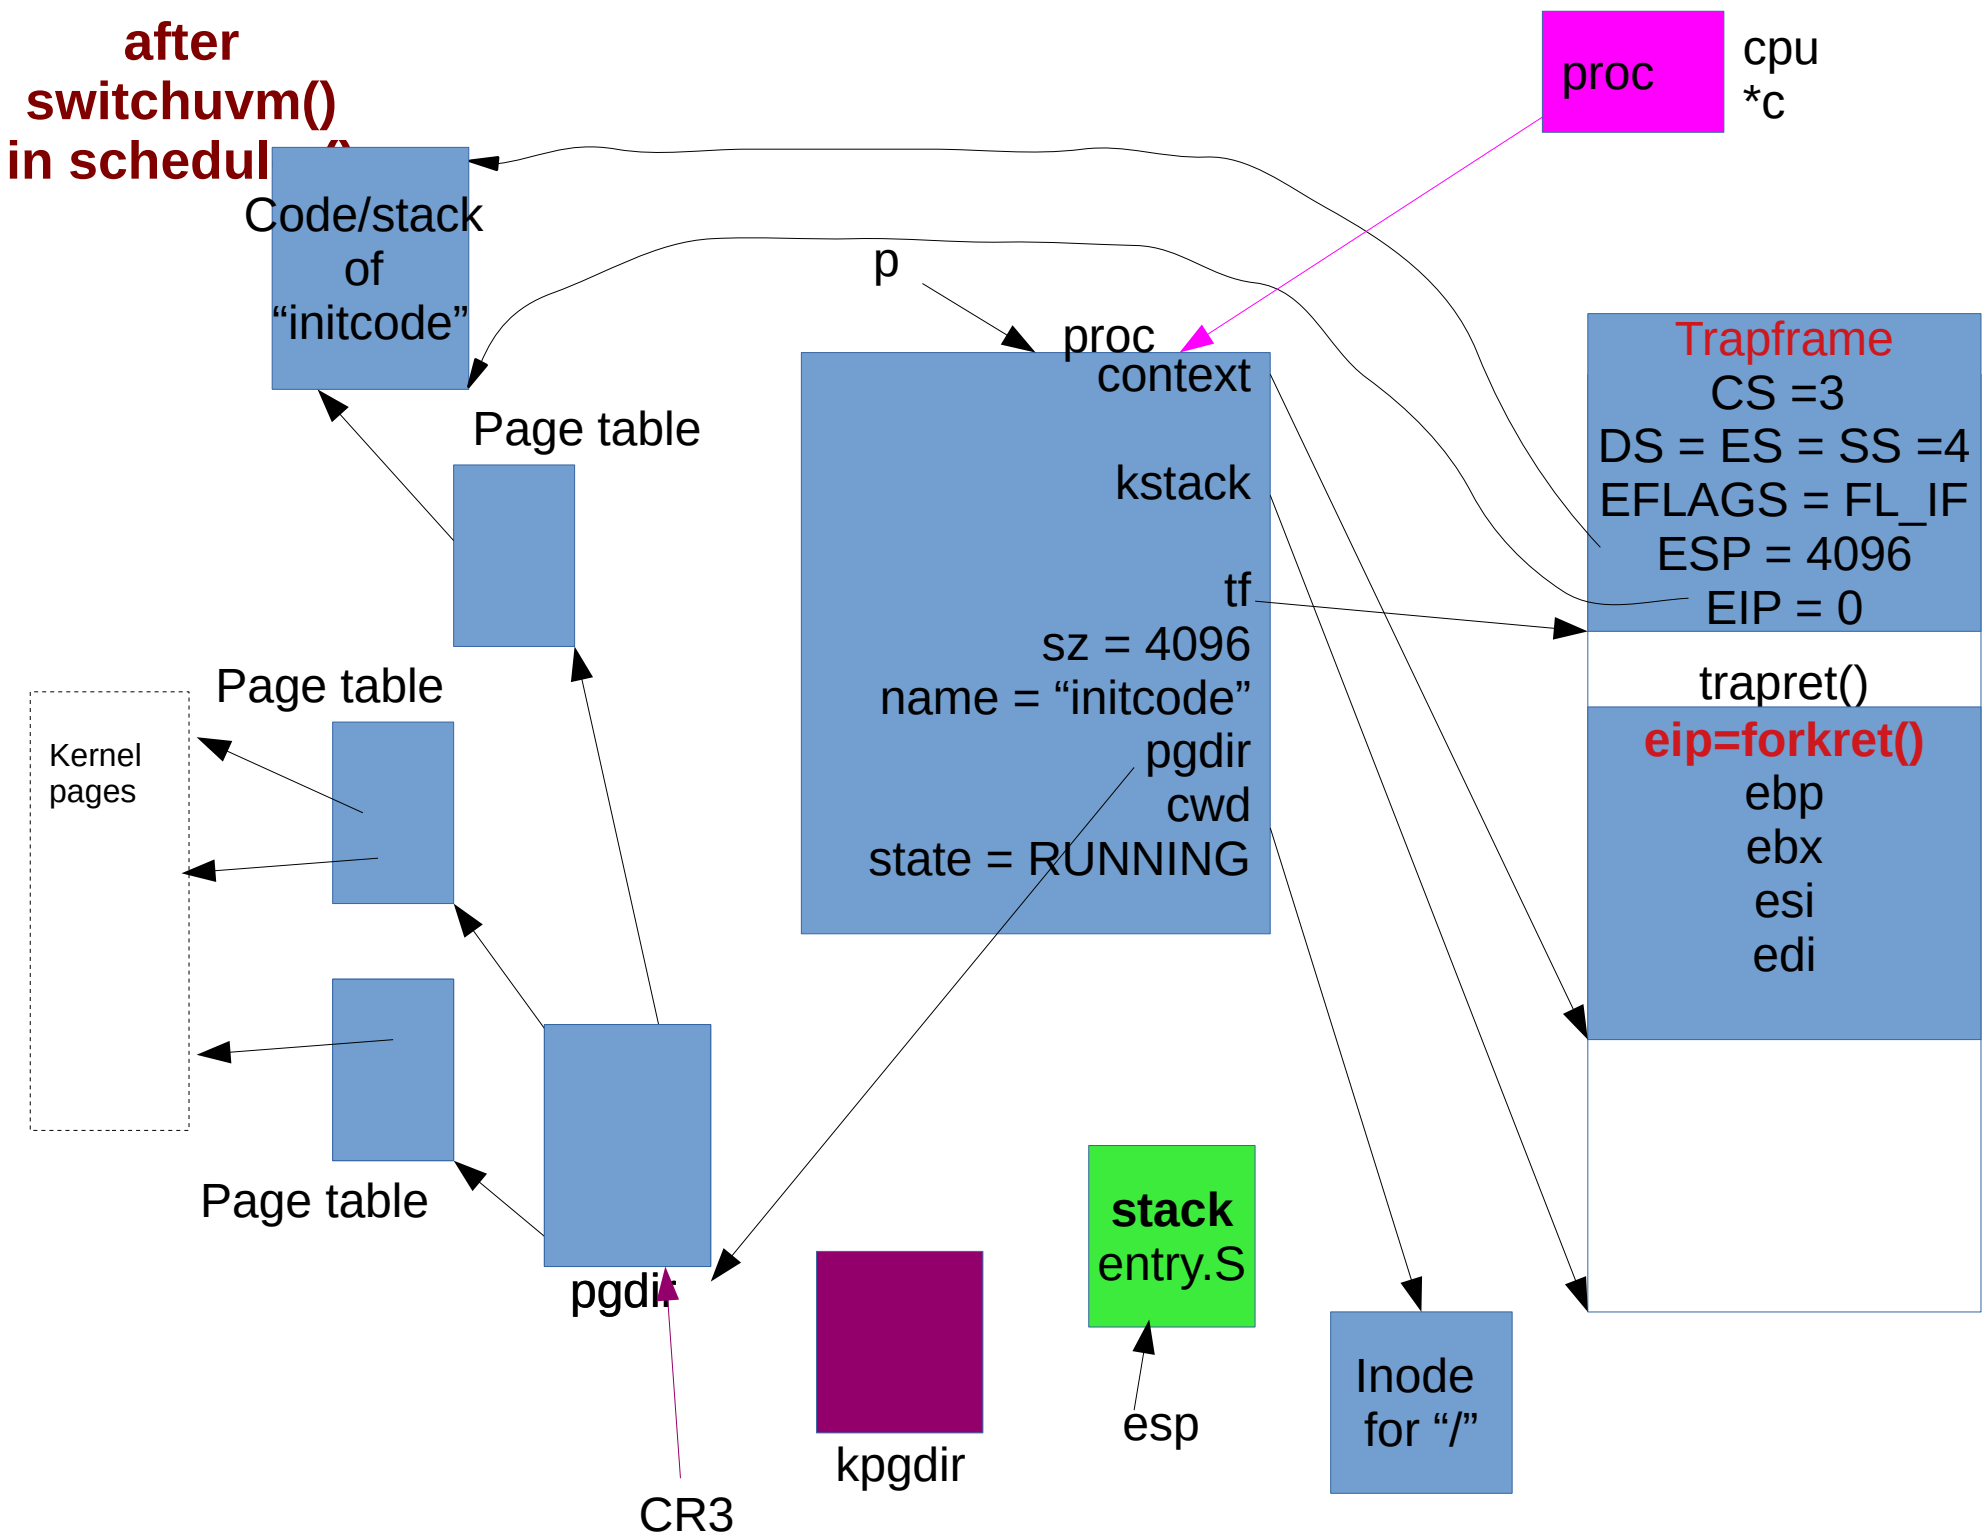 after
switchuvm()
in schedul
proc
cpu
*c
Code/stack
of
“initcode”
p
proc
context
kstack
tf
sz = 4096
name = “initcode”
pgdir
cwd
state = RUNNING
Trapframe
CS =3
DS = ES = SS =4
EFLAGS = FL_IF
ESP = 4096
EIP = 0
trapret()
eip=forkret()
ebp
ebx
esi
edi
Page table
Page table
Kernel
pages
Page table
pgdir
stack
entry.S
esp
kpgdir
CR3
Inode
for “/”